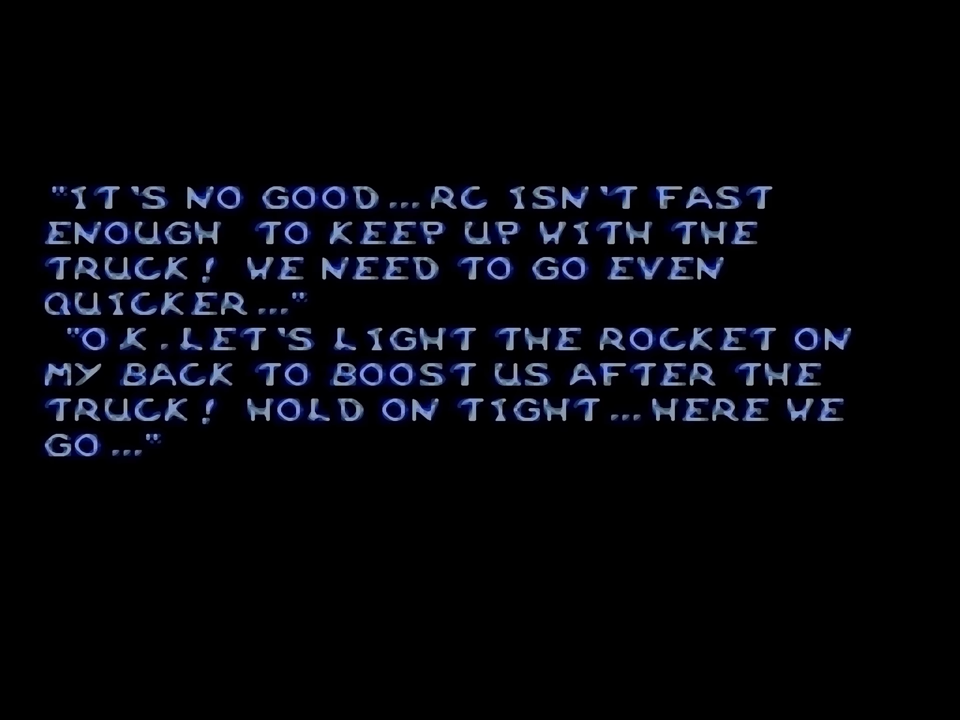 "IT'S NO GOOD...RC ISN'T FAST
ENOUGH TO KEEP UP WITH THE
TRUCK! WE NEED TO GO EVEN
QUICKER..."
"OK.LET'S LIGHT THE ROCKET ON
MY BACK TO BOOST US AFTER THE
TRUCK! HOLD ON TIGHT...HERE WE
GO..."